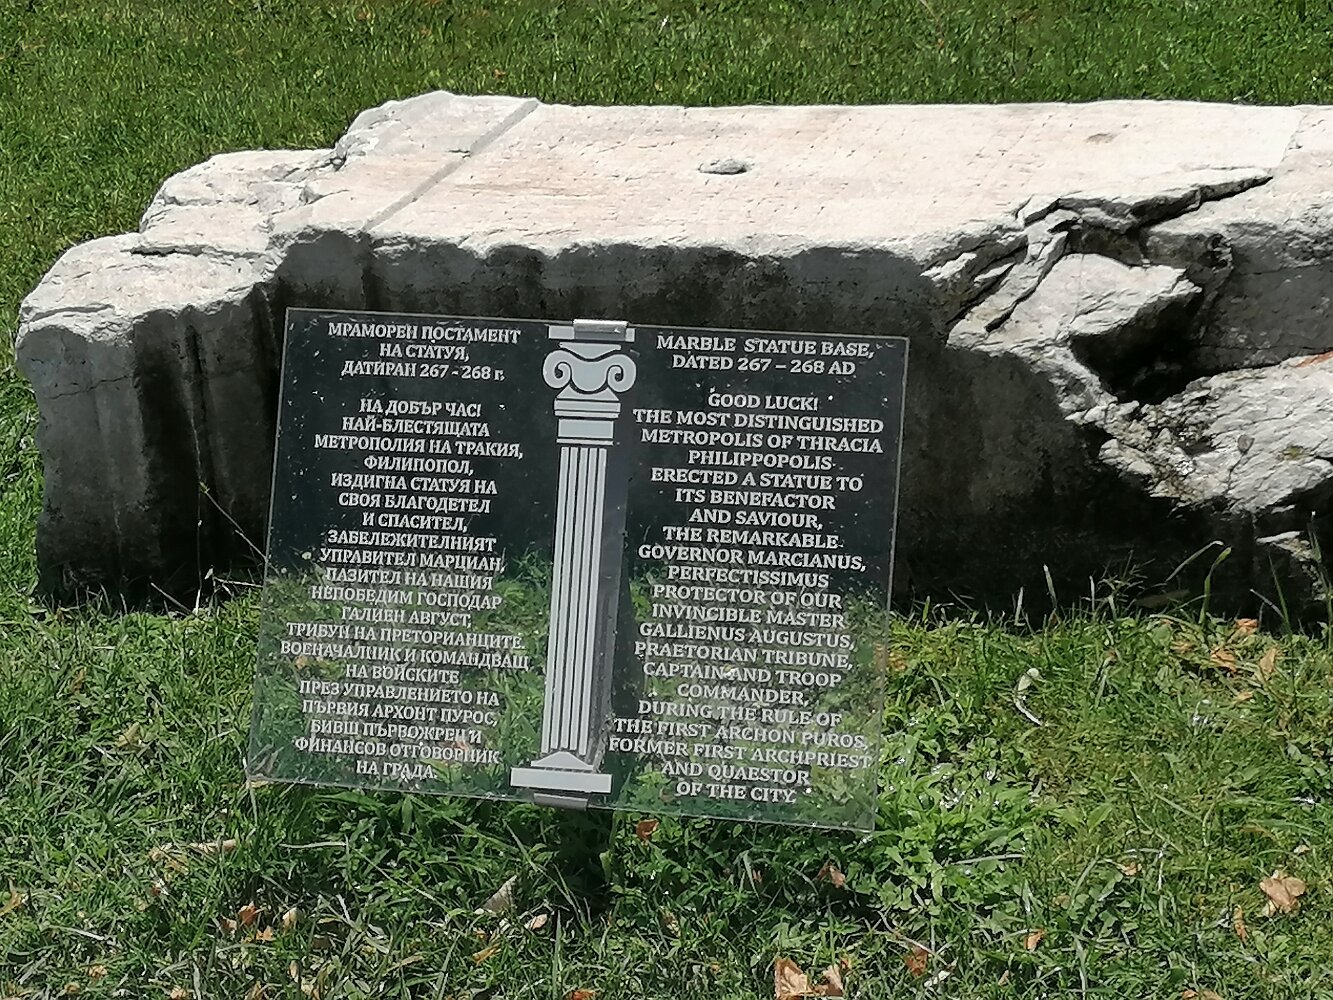 МРАМОРЕН ПОСТАМЕНТ
НА СТАТУЯ,
ДАТИРАН 267 - 268 г.
НА ДОБЪР ЧАС!
НАЙ-БЛЕСТЯЩАТА
МЕТРОПОЛИЯ НА ТРАКИЯ,
ФИЛИПОПОЛ,
ИЗДИГНА СТАТУЯ НА
СВОЯ БЛАГОДЕТЕЛ
И СПАСИТЕЛ,
ЗАБЕЛЕЖИТЕЛНИЯТ
УПРАВИТЕЛ МАРЦИАН,
ПАЗИТЕЛ НА НАШИЯ
НЕПОБЕДИМ ГОСПОДАР
ГАЛИЕН АВГУСТ,
ТРИБУН НА ПРЕТОРИАНЦИТЕ.
ВОЕНАЧАЛНИК И КОМАНДВАЩ
НА ВОЙСКИТЕ
ПРЕЗ УПРАВЛЕНИЕТО НА
ПЪРВИЯ АРХОНТ ПУРОС,
БИВШ ПЪРВОЖРЕЦ И
ФИНАНСОВ ОТГОВОРНИК
НА ГРАДА.
MARBLE STATUE BASE,
DATED 267 – 268 AD
GOOD LUCK!
THE MOST DISTINGUISHED
METROPOLIS OF THRACIA
PHILIPPOPOLIS
ERECTED A STATUE TO
ITS BENEFACTOR
AND SAVIOUR,
THE REMARKABLE
GOVERNOR MARCIANUS,
PERFECTISSIMUS
PROTECTOR OF OUR
INVINCIBLE MASTER
GALLIENUS AUGUSTUS,
PRAETORIAN TRIBUNE,
CAPTAIN AND TROOP
COMMANDER,
DURING THE RULE OF
THE FIRST ARCHON PUROS,
FORMER FIRST ARCHPRIEST
AND QUAESTOR
OF THE CITY.